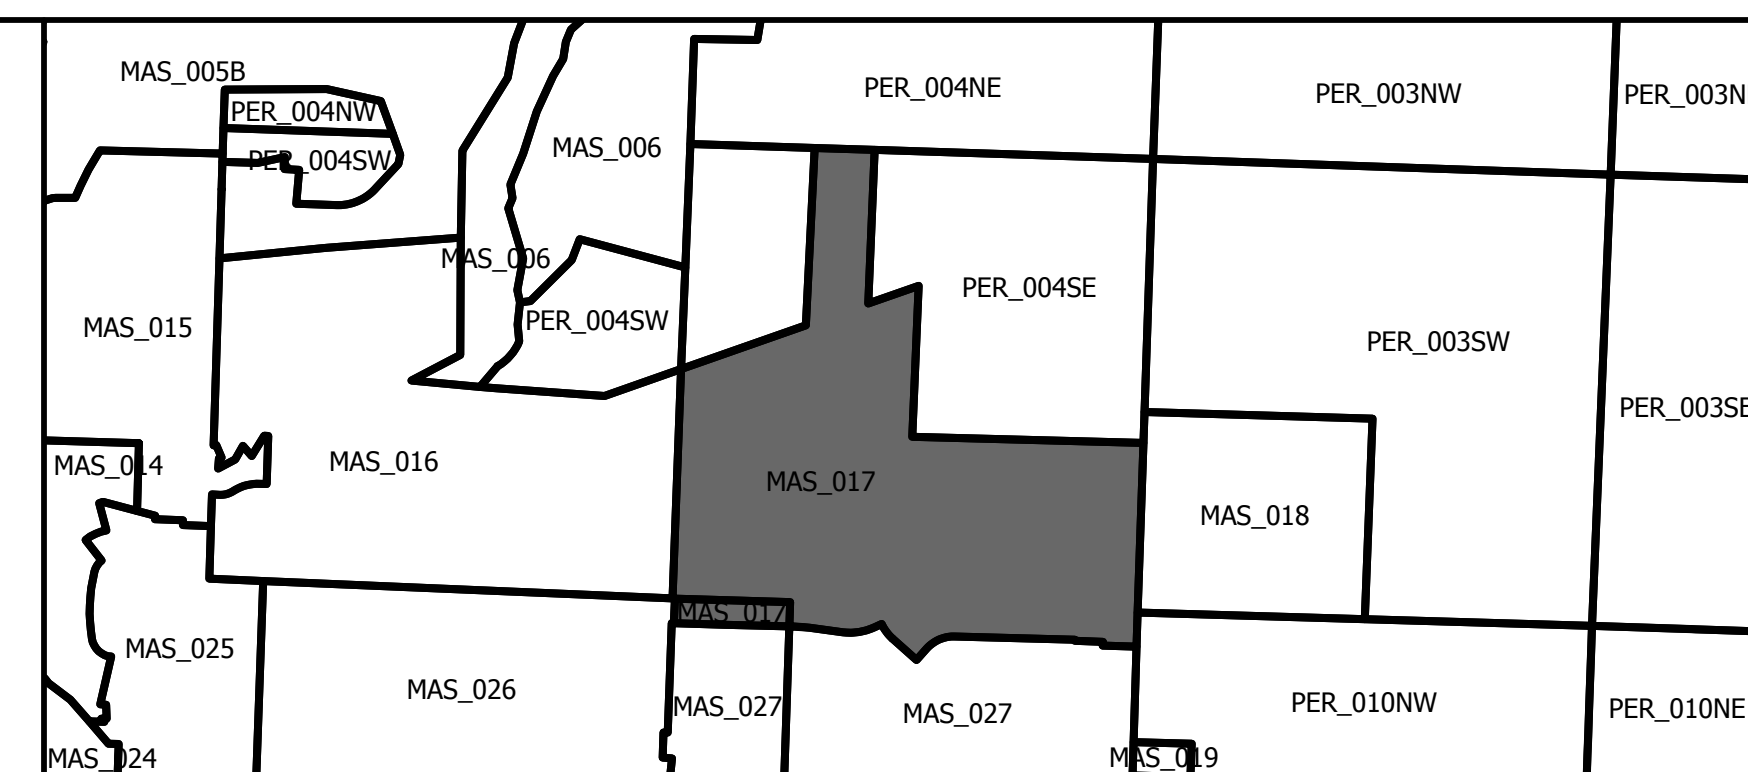 MAS_005B
PER_004NE
PER_003NW
PER_003N
PER_004NW
MAS_006
PER_004SW
MAS_006
PER_004SE
MAS_015
PER_004SW
PER_003SW
PER_003SE
MAS_014
MAS_016
MAS_017
MAS_018
MAS_017
MAS_025
MAS_026
MAS_027
MAS_027
PER_010NW
PER_010NE
MAS_024
MAS_019